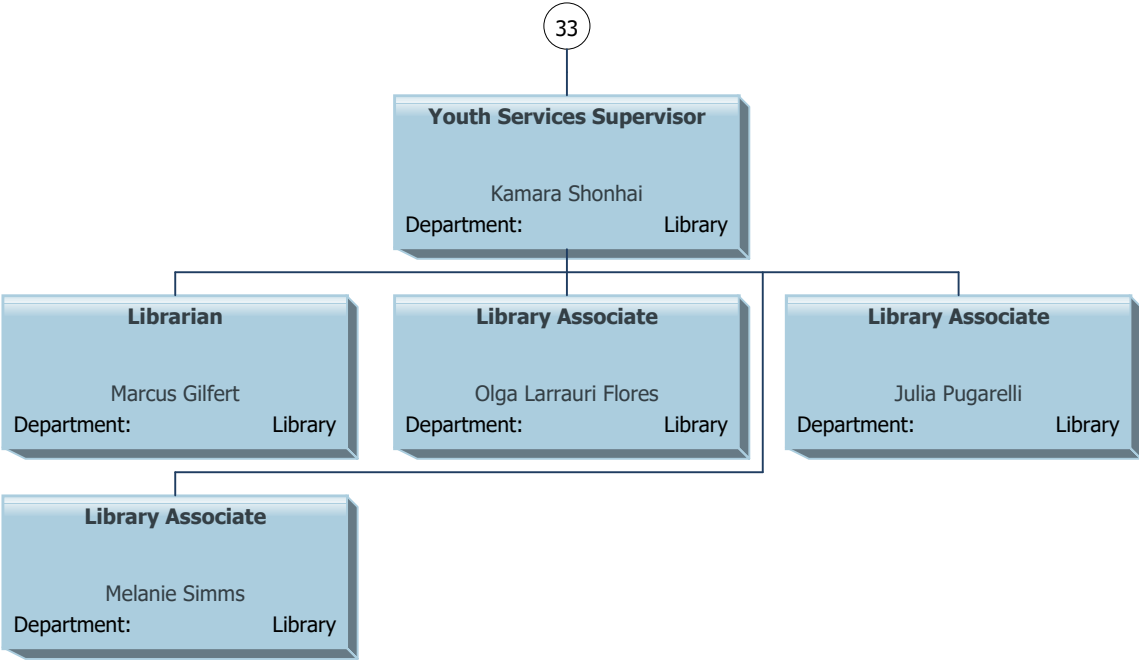 33
Youth Services Supervisor
Kamara Shonhai
Department: Library
Librarian
Marcus Gilfert
Department: Library
Library Associate
Olga Larrauri Flores
Department: Library
Library Associate
Julia Pugarelli
Department: Library
Library Associate
Melanie Simms
Department: Library